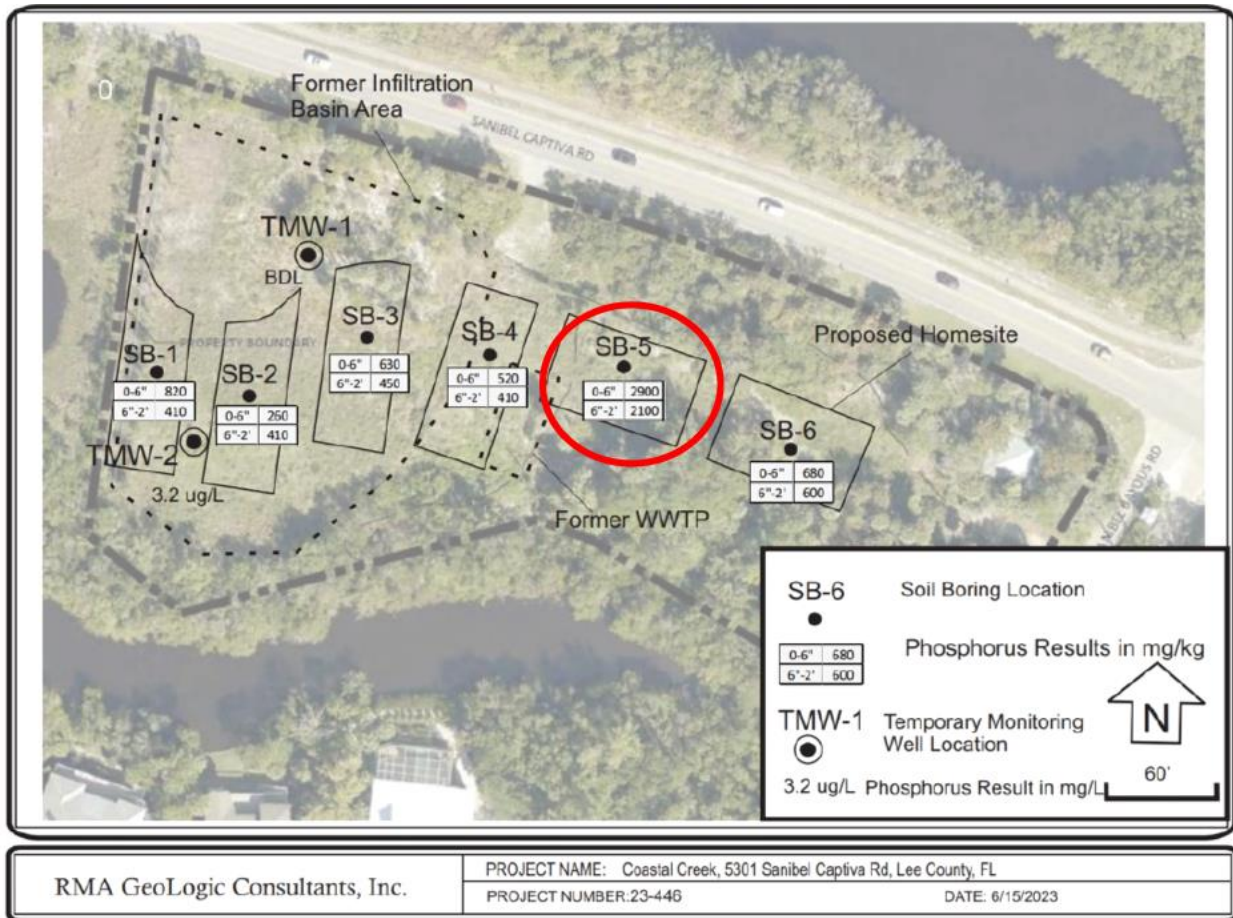 0
Former Infiltration
Basin Area
SANIBEL CAPTIVA RD
TMW-1
BDL
SB-1
0-6" 820
6"-2' 410
PROPERTY BOUNDARY
SB-2
0-6" 260
6"-2' 410
SB-3
0-6" 630
6"-2' 450
SB-4
0-6" 520
6"-2' 410
SB-5
0-6" 2900
6"-2' 2100
Proposed Homesite
SB-6
0-6" 680
6"-2' 600
TMW-2
3.2 ug/L
Former WWTP
RD
SB-6 Soil Boring Location
0-6" 680
6"-2' 600
Phosphorus Results in mg/kg
TMW-1 Temporary Monitoring
Well Location
3.2 ug/L Phosphorus Result in mg/L
N
60'
RMA GeoLogic Consultants, Inc.
PROJECT NAME: Coastal Creek, 5301 Sanibel Captiva Rd, Lee County, FL
PROJECT NUMBER:23-446 DATE: 6/15/2023